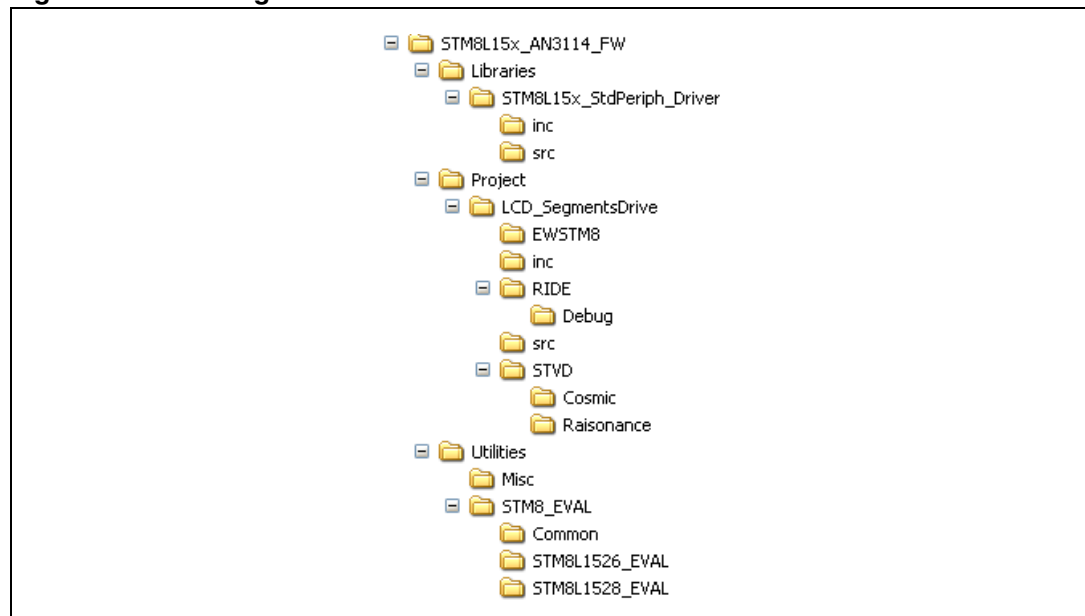 STM8L15x_AN3114_FW
Libraries
STM8L15x_StdPeriph_Driver
inc
src
Project
LCD_SegmentsDrive
EWSTM8
inc
RIDE
Debug
src
STVD
Cosmic
Raisonance
Utilities
Misc
STM8_EVAL
Common
STM8L1526_EVAL
STM8L1528_EVAL